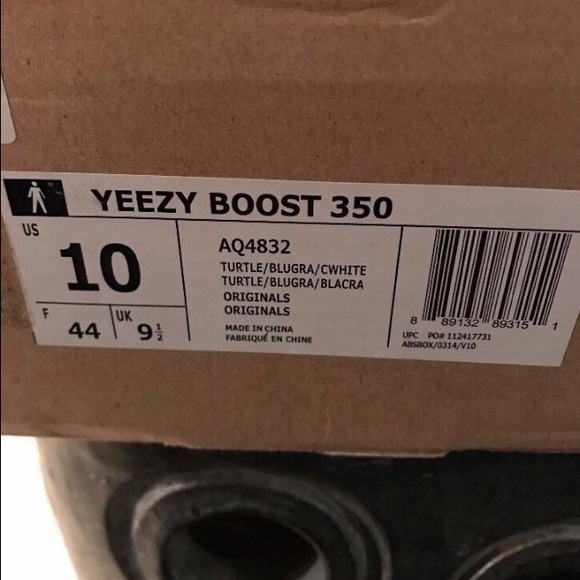 YEEZY BOOST 350
US
10
F
44
UK
9½
AQ4832
TURTLE/BLUGRA/CWHITE
TURTLE/BLUGRA/BLACRA
ORIGINALS
ORIGINALS
MADE IN CHINA
FABRIQUÉ EN CHINE
8 89132 89315 1
UPC PO# 112417731
ABSBOX/0314/V10